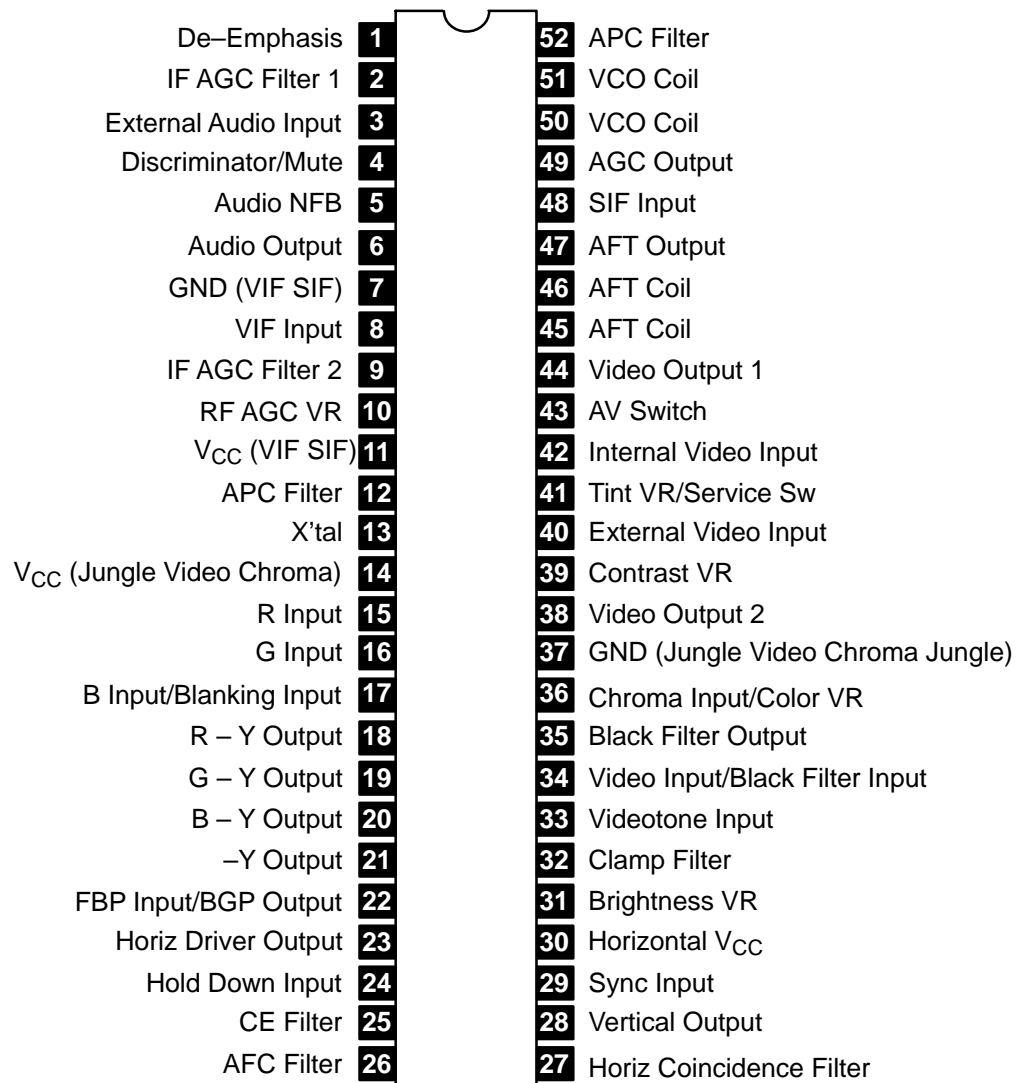 De–Emphasis 1 52 APC Filter
IF AGC Filter 1 2 51 VCO Coil
External Audio Input 3 50 VCO Coil
Discriminator/Mute 4 49 AGC Output
Audio NFB 5 48 SIF Input
Audio Output 6 47 AFT Output
GND (VIF SIF) 7 46 AFT Coil
VIF Input 8 45 AFT Coil
IF AGC Filter 2 9 44 Video Output 1
RF AGC VR 10 43 AV Switch
VCC (VIF SIF) 11 42 Internal Video Input
APC Filter 12 41 Tint VR/Service Sw
X’tal 13 40 External Video Input
VCC (Jungle Video Chroma) 14 39 Contrast VR
R Input 15 38 Video Output 2
G Input 16 37 GND (Jungle Video Chroma Jungle)
B Input/Blanking Input 17 36 Chroma Input/Color VR
R – Y Output 18 35 Black Filter Output
G – Y Output 19 34 Video Input/Black Filter Input
B – Y Output 20 33 Videotone Input
–Y Output 21 32 Clamp Filter
FBP Input/BGP Output 22 31 Brightness VR
Horiz Driver Output 23 30 Horizontal VCC
Hold Down Input 24 29 Sync Input
CE Filter 25 28 Vertical Output
AFC Filter 26 27 Horiz Coincidence Filter